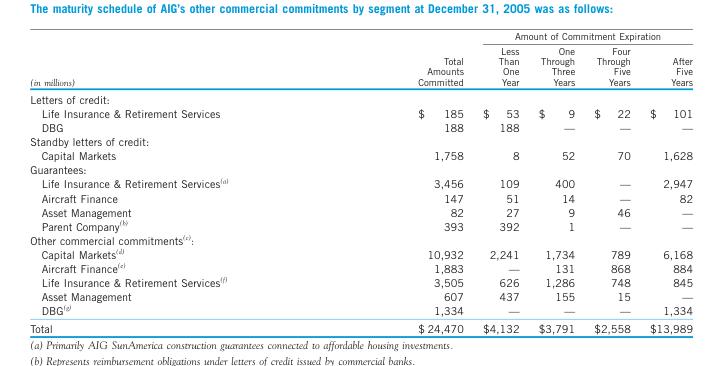 The maturity schedule of AIG's other commercial commitments by segment at December 31, 2005 was as follows:
Amount of Commitment Expiration
Less One Four
Total Than Through Through After
Amounts One Three Five Five
(in millions) Committed Year Years Years Years
Letters of credit:
Life Insurance & Retirement Services $ 185 $ 53 $ 9 $ 22 $ 101
DBG 188 188 — — —
Standby letters of credit:
Capital Markets 1,758 8 52 70 1,628
Guarantees:
Life Insurance & Retirement Services(a) 3,456 109 400 — 2,947
Aircraft Finance 147 51 14 — 82
Asset Management 82 27 9 46 —
Parent Company(b) 393 392 1 — —
Other commercial commitments(c):
Capital Markets(d) 10,932 2,241 1,734 789 6,168
Aircraft Finance(e) 1,883 — 131 868 884
Life Insurance & Retirement Services(f) 3,505 626 1,286 748 845
Asset Management 607 437 155 15 —
DBG(g) 1,334 — — — 1,334
Total $ 24,470 $4,132 $3,791 $2,558 $13,989
(a) Primarily AIG SunAmerica construction guarantees connected to affordable housing investments.
(b) Represents reimbursement obligations under letters of credit issued by commercial banks.